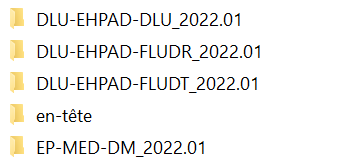 DLU-EHPAD-DLU_2022.01
DLU-EHPAD-FLUDR_2022.01
DLU-EHPAD-FLUDT_2022.01
en-tête
EP-MED-DM_2022.01